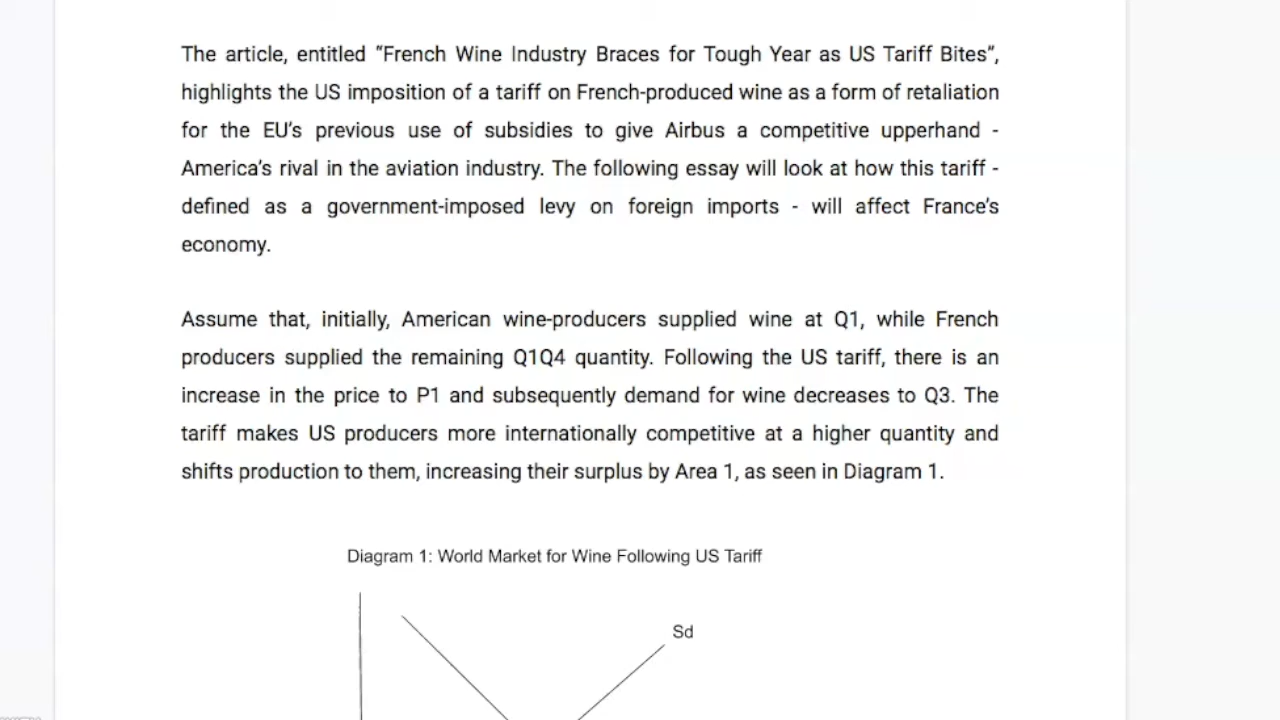 The article, entitled “French Wine Industry Braces for Tough Year as US Tariff Bites”,
highlights the US imposition of a tariff on French-produced wine as a form of retaliation
for the EU’s previous use of subsidies to give Airbus a competitive upperhand -
America’s rival in the aviation industry. The following essay will look at how this tariff -
defined as a government-imposed levy on foreign imports - will affect France’s
economy.
Assume that, initially, American wine-producers supplied wine at Q1, while French
producers supplied the remaining Q1Q4 quantity. Following the US tariff, there is an
increase in the price to P1 and subsequently demand for wine decreases to Q3. The
tariff makes US producers more internationally competitive at a higher quantity and
shifts production to them, increasing their surplus by Area 1, as seen in Diagram 1.
Diagram 1: World Market for Wine Following US Tariff
Sd